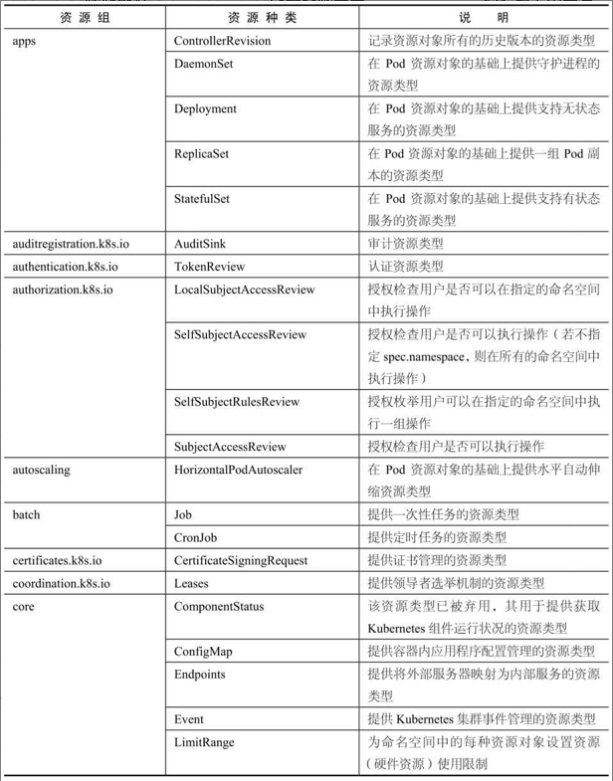 资源组 资源种类 说 明
apps ControllerRevision 记录资源对象所有的历史版本的资源类型
DaemonSet 在 Pod 资源对象的基础上提供守护进程的
资源类型
Deployment 在 Pod 资源对象的基础上提供支持无状态
服务的资源类型
ReplicaSet 在 Pod 资源对象的基础上提供一组 Pod 副
本的资源类型
StatefulSet 在 Pod 资源对象的基础上提供支持有状态
服务的资源类型
auditregistration.k8s.io AuditSink 审计资源类型
authentication.k8s.io TokenReview 认证资源类型
authorization.k8s.io LocalSubjectAccessReview 授权检查用户是否可以在指定的命名空间
中执行操作
SelfSubjectAccessReview 授权检查用户是否可以执行操作（若不指
定 spec.namespace，则在所有的命名空间中
执行操作）
SelfSubjectRulesReview 授权枚举用户可以在指定的命名空间中执
行一组操作
SubjectAccessReview 授权检查用户是否可以执行操作
autoscaling HorizontalPodAutoscaler 在 Pod 资源对象的基础上提供水平自动伸
缩资源类型
batch Job 提供一次性任务的资源类型
CronJob 提供定时任务的资源类型
certificates.k8s.io CertificateSigningRequest 提供证书管理的资源类型
coordination.k8s.io Leases 提供领导者选举机制的资源类型
core ComponentStatus 该资源类型已被弃用，其用于提供获取
Kubernetes 组件运行状况的资源类型
ConfigMap 提供容器内应用程序配置管理的资源类型
Endpoints 提供将外部服务器映射为内部服务的资源
类型
Event 提供 Kubernetes 集群事件管理的资源类型
LimitRange 为命名空间中的每种资源对象设置资源
（硬件资源）使用限制